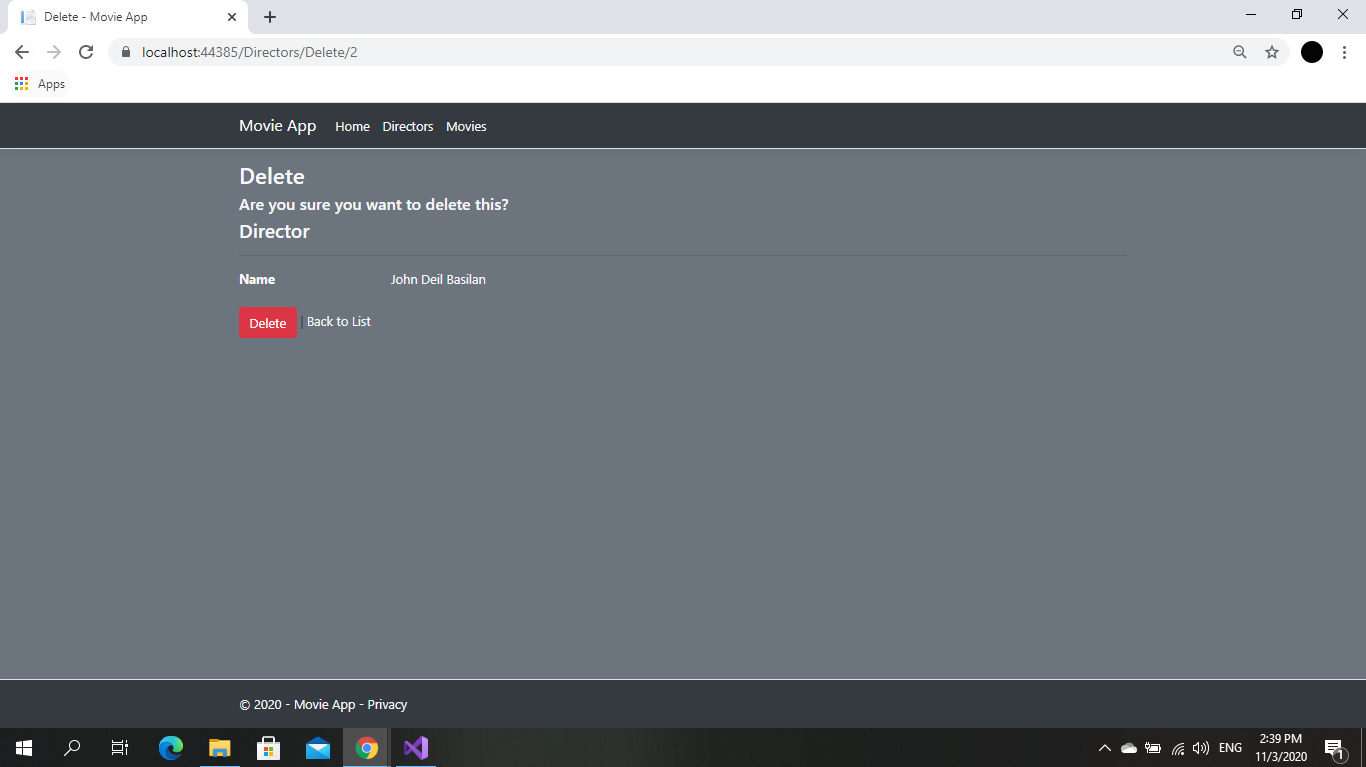 Delete - Movie App
localhost:44385/Directors/Delete/2
Apps
Movie App Home Directors Movies
Delete
Are you sure you want to delete this?
Director
Name John Deil Basilan
Delete | Back to List
© 2020 - Movie App - Privacy
ENG
2:39 PM
11/3/2020
1